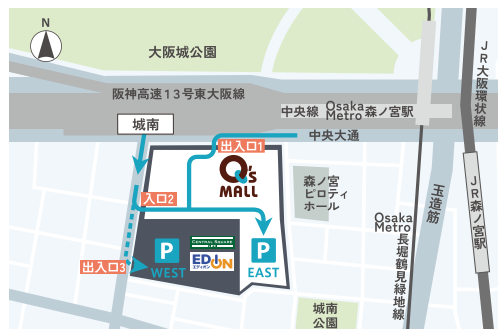 N
大阪城公園
JR大阪環状線
阪神高速13号東大阪線
中央線 Osaka Metro 森ノ宮駅
城南
中央大通
出入口1
Q's
MALL
入口2
森ノ宮
ピロティ
ホール
玉造筋
JR森ノ宮駅
Osaka
Metro
長堀鶴見緑地線
P
WEST
CENTRAL SQUARE
EDION
エディオン
P
EAST
出入口3
城南
公園